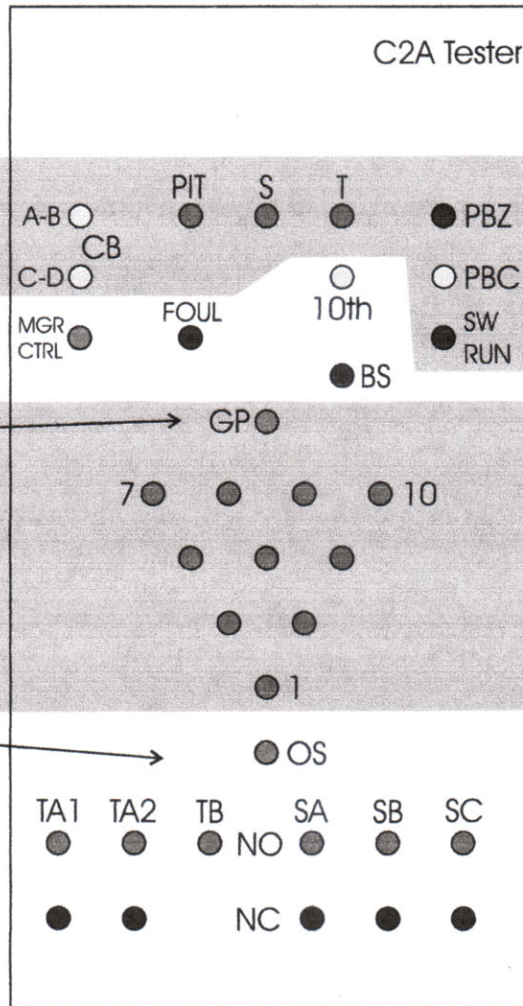 C2A Tester
PIT S T
A-B PBZ
CB
C-D PBC
10th
MGR
CTRL
FOUL
SW
RUN
BS
GP
7 10
1
OS
TA1 TA2 TB SA SB SC
NO
NC